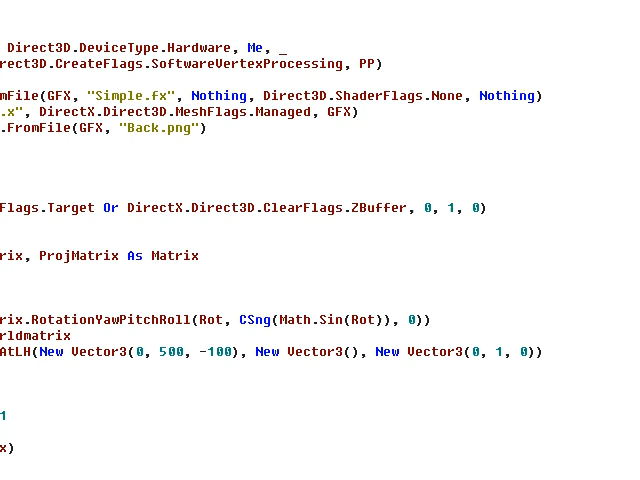 Direct3D.DeviceType.Hardware, Me, _
rect3D.CreateFlags.SoftwareVertexProcessing, PP)
mFile(GFX, "Simple.fx", Nothing, Direct3D.ShaderFlags.None, Nothing)
.x", DirectX.Direct3D.MeshFlags.Managed, GFX)
.FromFile(GFX, "Back.png")
Flags.Target Or DirectX.Direct3D.ClearFlags.ZBuffer, 0, 1, 0)
rix, ProjMatrix As Matrix
rix.RotationYawPitchRoll(Rot, CSng(Math.Sin(Rot)), 0))
rldmatrix
AtLH(New Vector3(0, 500, -100), New Vector3(), New Vector3(0, 1, 0))
1
x)